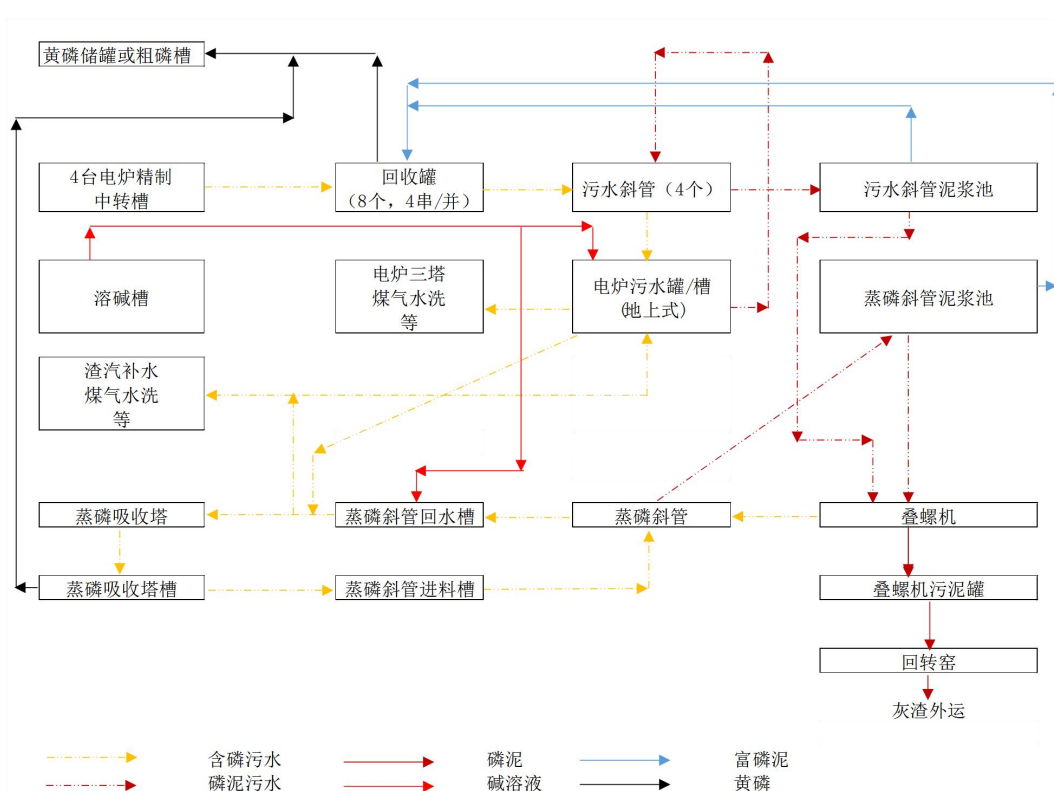 黄磷储罐或粗磷槽
4台电炉精制
中转槽
回收罐
（8个，4串/并）
污水斜管（4个）
污水斜管泥浆池
溶碱槽
电炉三塔
煤气水洗
等
电炉污水罐/槽
(地上式)
蒸磷斜管泥浆池
渣汽补水
煤气水洗
等
蒸磷吸收塔
蒸磷斜管回水槽
蒸磷斜管
叠螺机
蒸磷吸收塔槽
蒸磷斜管进料槽
叠螺机污泥罐
回转窑
灰渣外运
含磷污水
磷泥
富磷泥
磷泥污水
碱溶液
黄磷